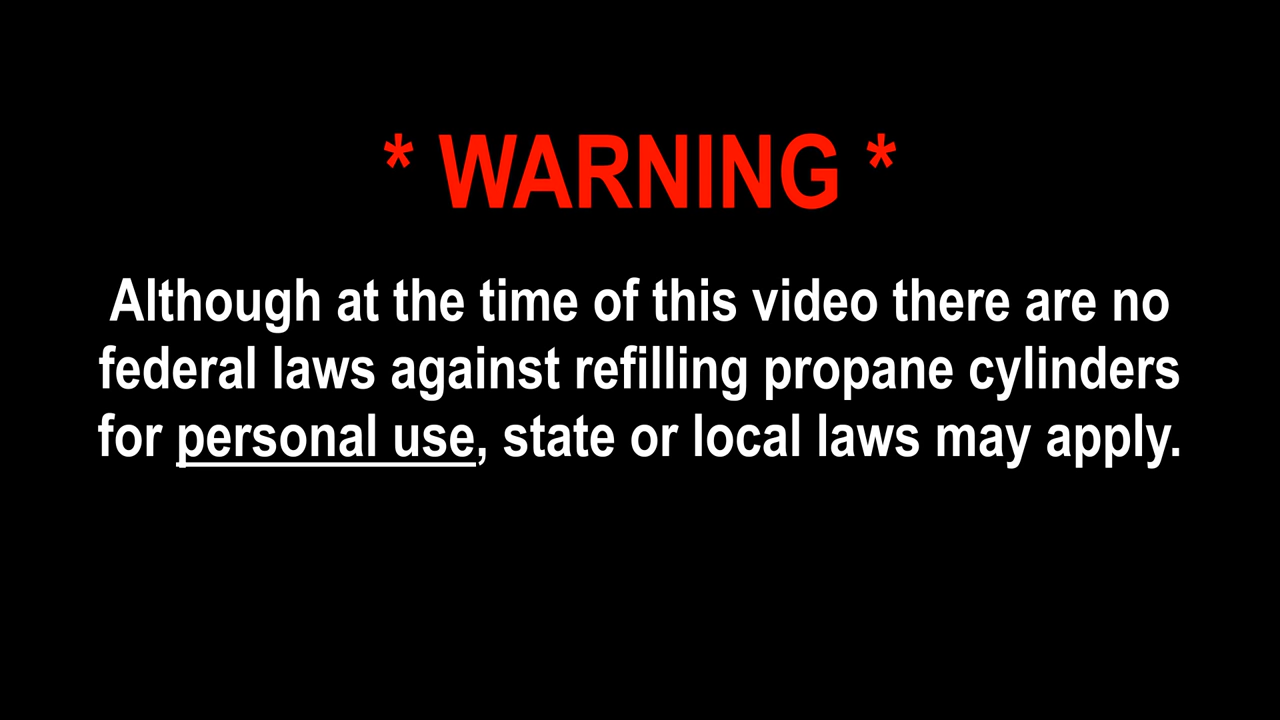 * WARNING *
Although at the time of this video there are no
federal laws against refilling propane cylinders
for personal use, state or local laws may apply.